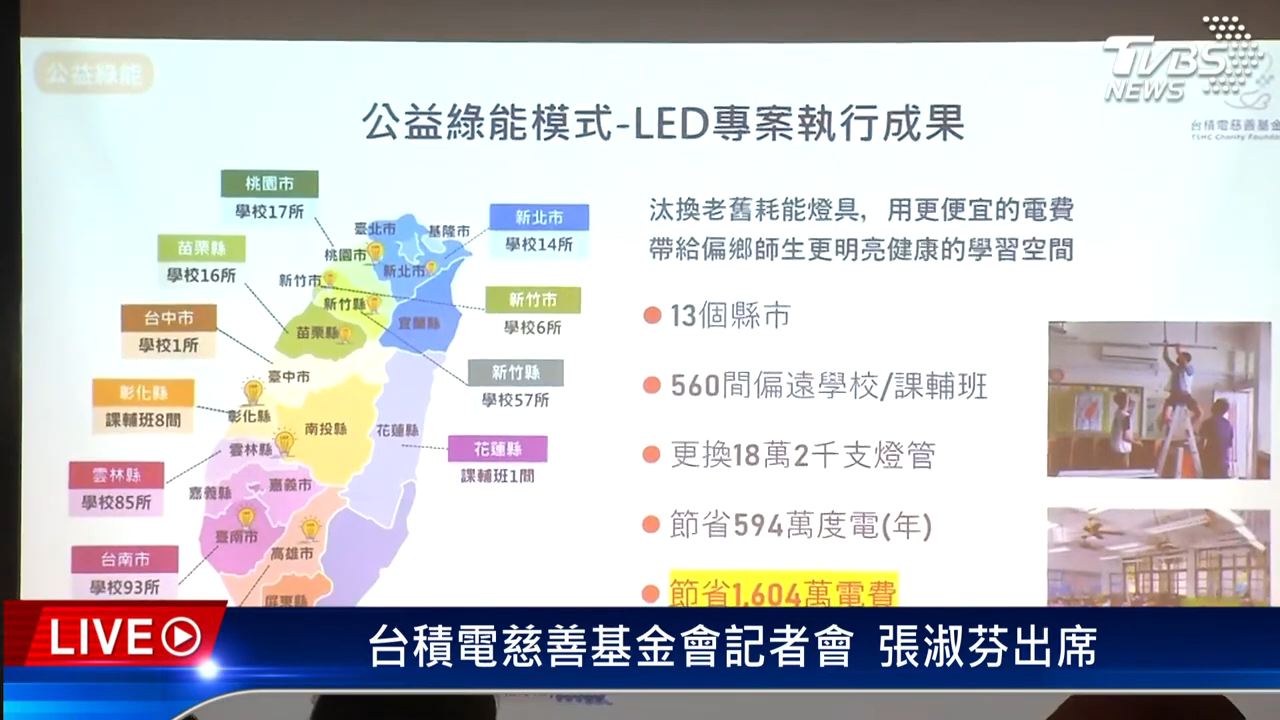 公益綠能
TVBS
NEWS
台積電慈善基金
TSMC Charity Founda
公益綠能模式-LED專案執行成果
桃園市
學校17所
苗栗縣
學校16所
台中市
學校1所
彰化縣
課輔班8間
雲林縣
學校85所
台南市
學校93所
新北市
學校14所
新竹市
學校6所
新竹縣
學校57所
花蓮縣
課輔班1間
臺北市
基隆市
桃園市
新北市
新竹市
新竹縣
宜蘭縣
苗栗縣
臺中市
彰化縣
南投縣
花蓮縣
雲林縣
嘉義縣
嘉義市
臺南市
高雄市
屏東縣
汰換老舊耗能燈具，用更便宜的電費
帶給偏鄉師生更明亮健康的學習空間
13個縣市
560間偏遠學校/課輔班
更換18萬2千支燈管
節省594萬度電(年)
節省1,604萬電費
LIVE
台積電慈善基金會記者會 張淑芬出席